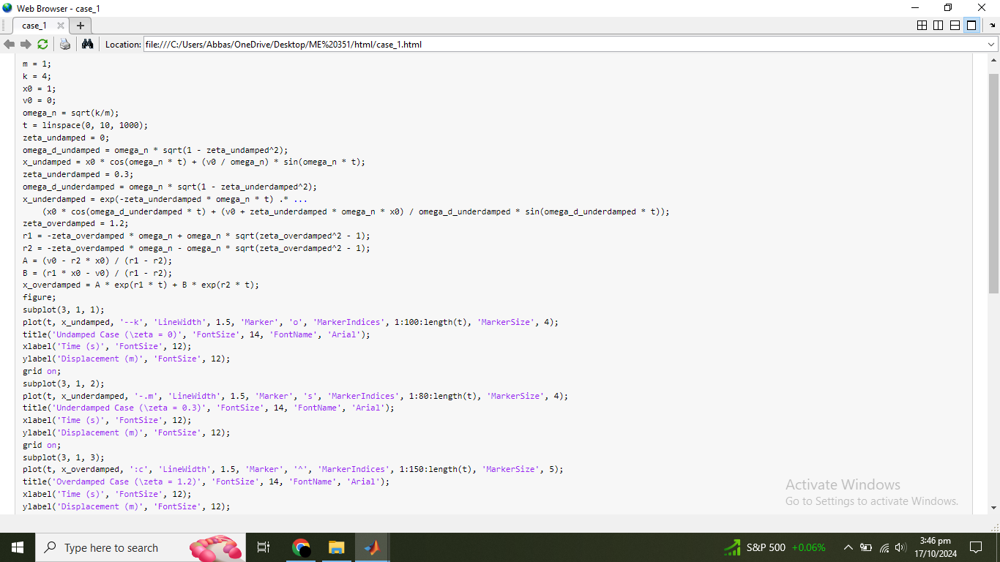 Web Browser - case_1
case_1
Location: file:///C:/Users/Abbas/OneDrive/Desktop/ME%20351/html/case_1.html
m = 1;
k = 4;
x0 = 1;
v0 = 0;
omega_n = sqrt(k/m);
t = linspace(0, 10, 1000);
zeta_undamped = 0;
omega_d_undamped = omega_n * sqrt(1 - zeta_undamped^2);
x_undamped = x0 * cos(omega_n * t) + (v0 / omega_n) * sin(omega_n * t);
zeta_underdamped = 0.3;
omega_d_underdamped = omega_n * sqrt(1 - zeta_underdamped^2);
x_underdamped = exp(-zeta_underdamped * omega_n * t) .* ...
(x0 * cos(omega_d_underdamped * t) + (v0 + zeta_underdamped * omega_n * x0) / omega_d_underdamped * sin(omega_d_underdamped * t));
zeta_overdamped = 1.2;
r1 = -zeta_overdamped * omega_n + omega_n * sqrt(zeta_overdamped^2 - 1);
r2 = -zeta_overdamped * omega_n - omega_n * sqrt(zeta_overdamped^2 - 1);
A = (v0 - r2 * x0) / (r1 - r2);
B = (r1 * x0 - v0) / (r1 - r2);
x_overdamped = A * exp(r1 * t) + B * exp(r2 * t);
figure;
subplot(3, 1, 1);
plot(t, x_undamped, '--k', 'LineWidth', 1.5, 'Marker', 'o', 'MarkerIndices', 1:100:length(t), 'MarkerSize', 4);
title('Undamped Case (\zeta = 0)', 'FontSize', 14, 'FontName', 'Arial');
xlabel('Time (s)', 'FontSize', 12);
ylabel('Displacement (m)', 'FontSize', 12);
grid on;
subplot(3, 1, 2);
plot(t, x_underdamped, '-.m', 'LineWidth', 1.5, 'Marker', 's', 'MarkerIndices', 1:80:length(t), 'MarkerSize', 4);
title('Underdamped Case (\zeta = 0.3)', 'FontSize', 14, 'FontName', 'Arial');
xlabel('Time (s)', 'FontSize', 12);
ylabel('Displacement (m)', 'FontSize', 12);
grid on;
subplot(3, 1, 3);
plot(t, x_overdamped, ':c', 'LineWidth', 1.5, 'Marker', '^', 'MarkerIndices', 1:150:length(t), 'MarkerSize', 5);
title('Overdamped Case (\zeta = 1.2)', 'FontSize', 14, 'FontName', 'Arial');
xlabel('Time (s)', 'FontSize', 12);
ylabel('Displacement (m)', 'FontSize', 12);
Activate Windows
Go to Settings to activate Windows.
Type here to search
S&P 500 +0.06%
3:46 pm
17/10/2024